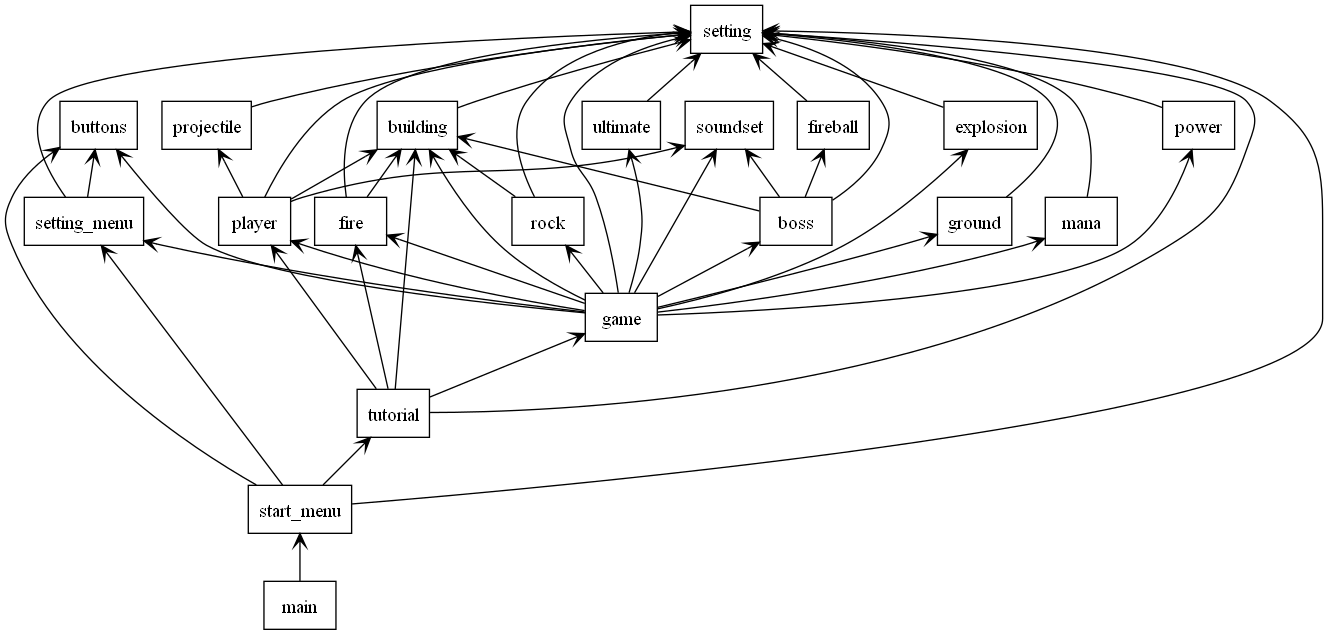 setting
buttons
projectile
building
ultimate
soundset
fireball
explosion
power
setting_menu
player
fire
rock
boss
ground
mana
game
tutorial
start_menu
main